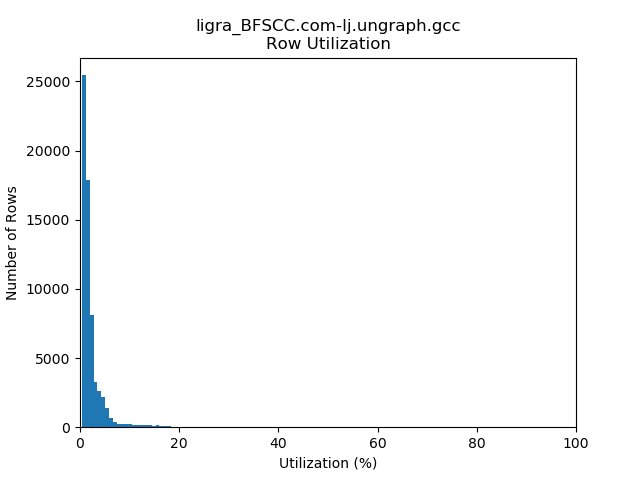 ligra_BFSCC.com-lj.ungraph.gcc
Row Utilization
25000
20000
15000
10000
5000
0
Number of Rows
0 20 40 60 80 100
Utilization (%)